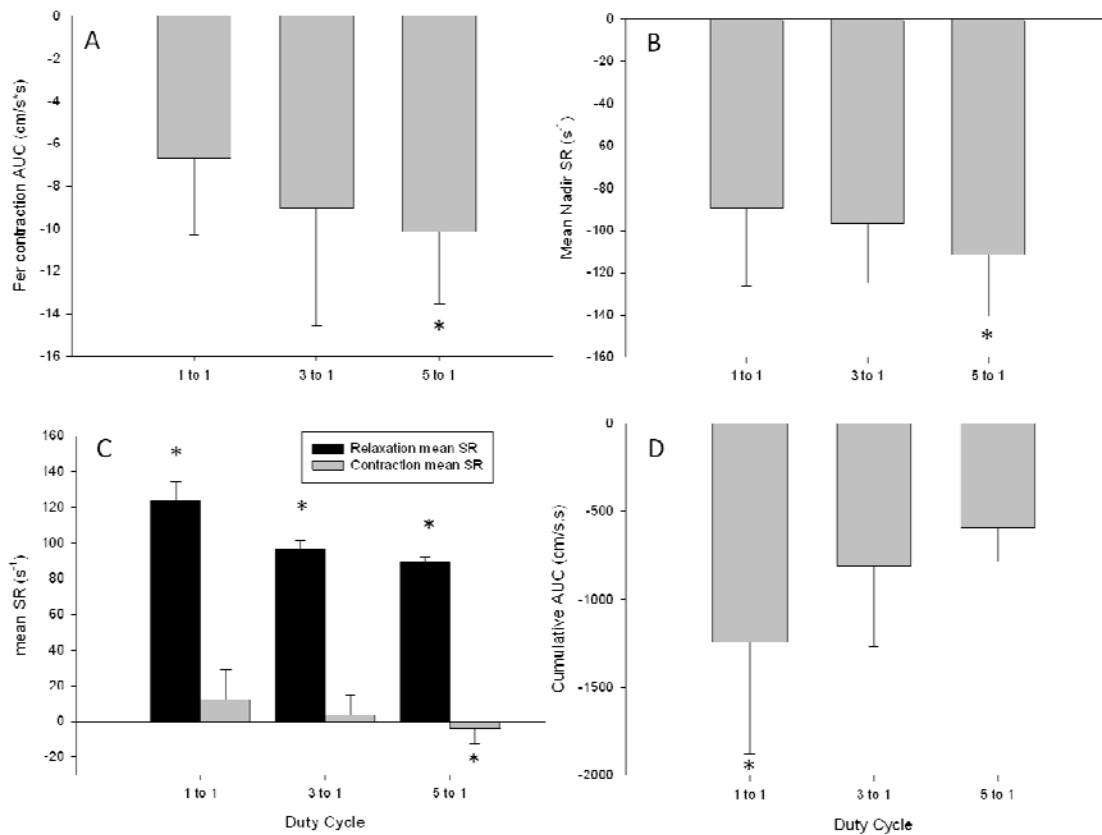 A
Per contraction AUC (cm/s*s)
0
-2
-4
-6
-8
-10
-12
-14
-16
*
1 to 1 3 to 1 5 to 1
B
Mean Nadir SR (s⁻¹)
0
-20
-40
-60
-80
-100
-120
-140
-160
*
1 to 1 3 to 1 5 to 1
C
mean SR (s⁻¹)
160
140
120
100
80
60
40
20
0
-20
Relaxation mean SR
Contraction mean SR
* * *
*
1 to 1 3 to 1 5 to 1
Duty Cycle
D
Cumulative AUC (cm/s.s)
0
-500
-1000
-1500
-2000
*
1 to 1 3 to 1 5 to 1
Duty Cycle